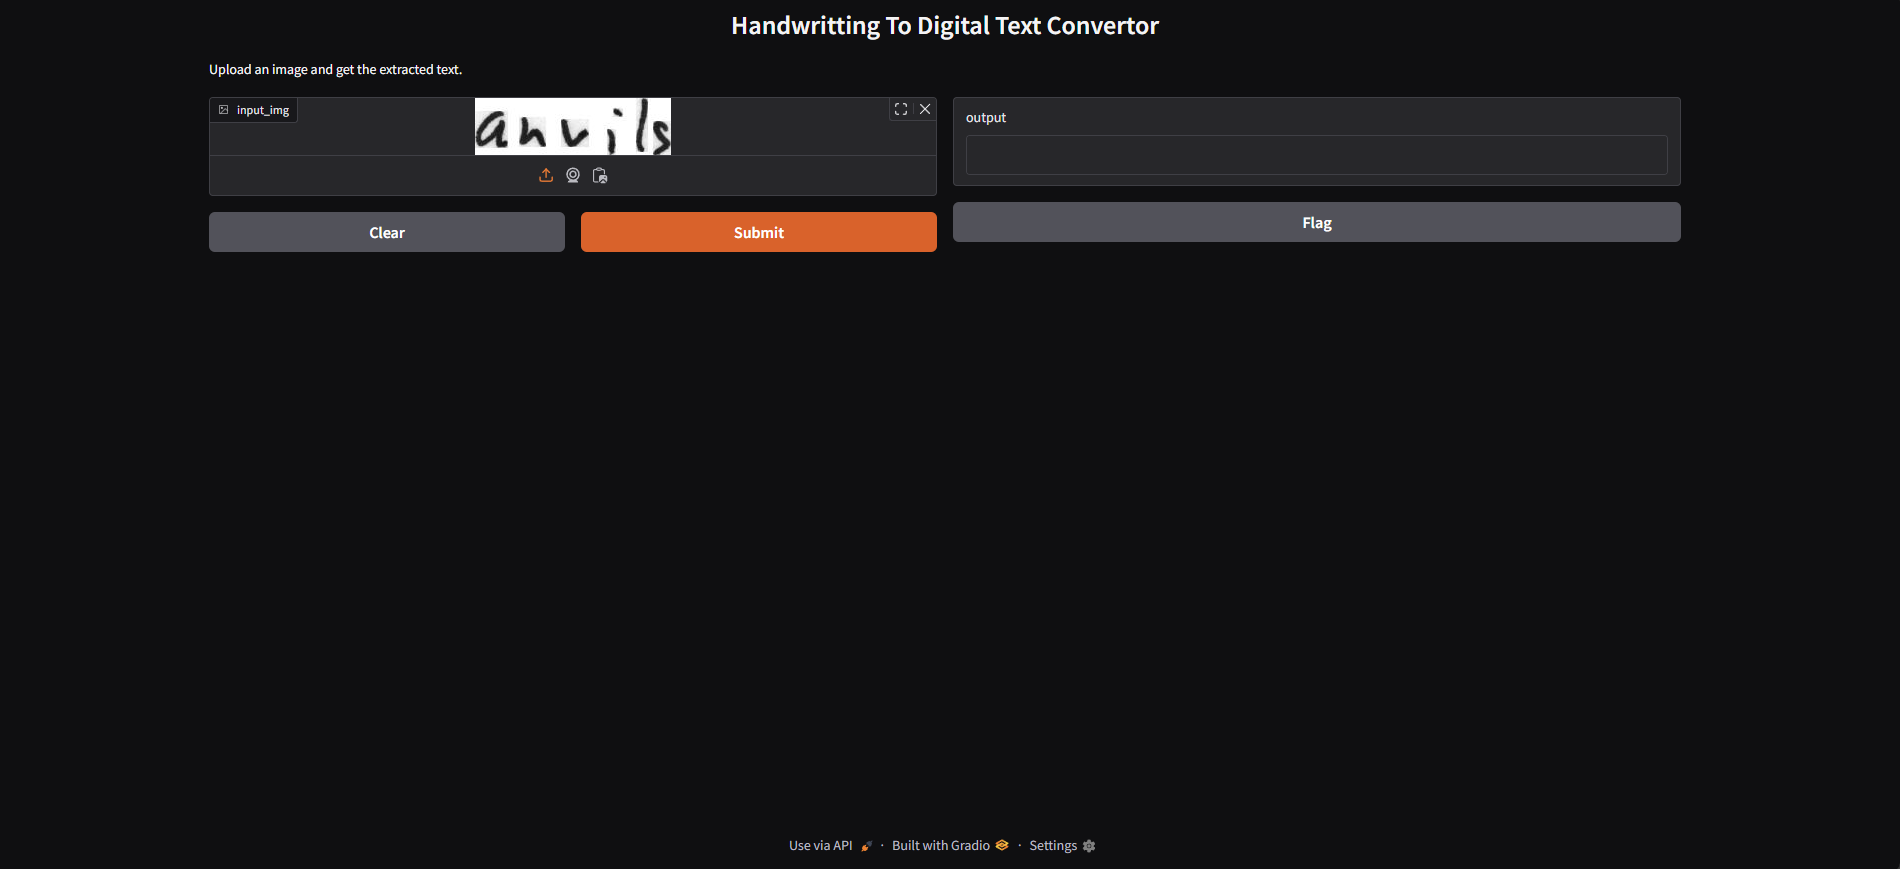 Handwritting To Digital Text Convertor
Upload an image and get the extracted text.
input_img
anvils
output
Clear
Submit
Flag
Use via API · Built with Gradio · Settings